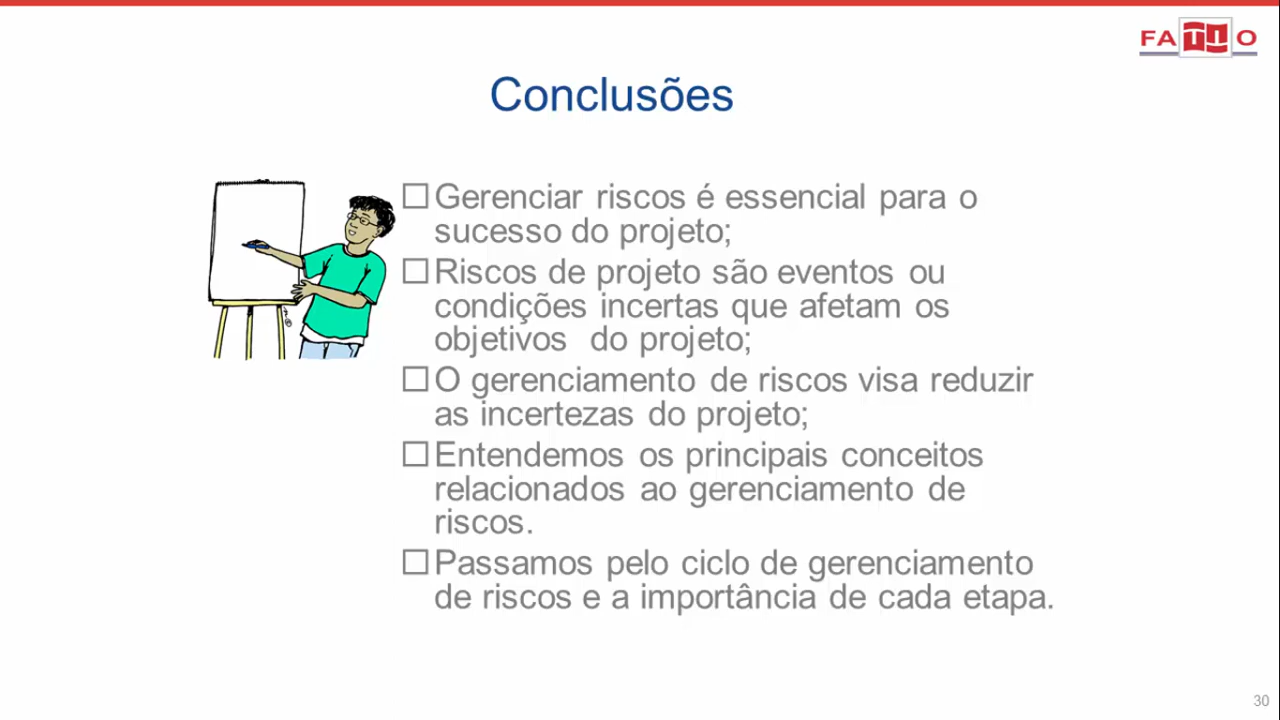 FATTO
Conclusões
Gerenciar riscos é essencial para o
sucesso do projeto;
Riscos de projeto são eventos ou
condições incertas que afetam os
objetivos do projeto;
O gerenciamento de riscos visa reduzir
as incertezas do projeto;
Entendemos os principais conceitos
relacionados ao gerenciamento de
riscos.
Passamos pelo ciclo de gerenciamento
de riscos e a importância de cada etapa.
30